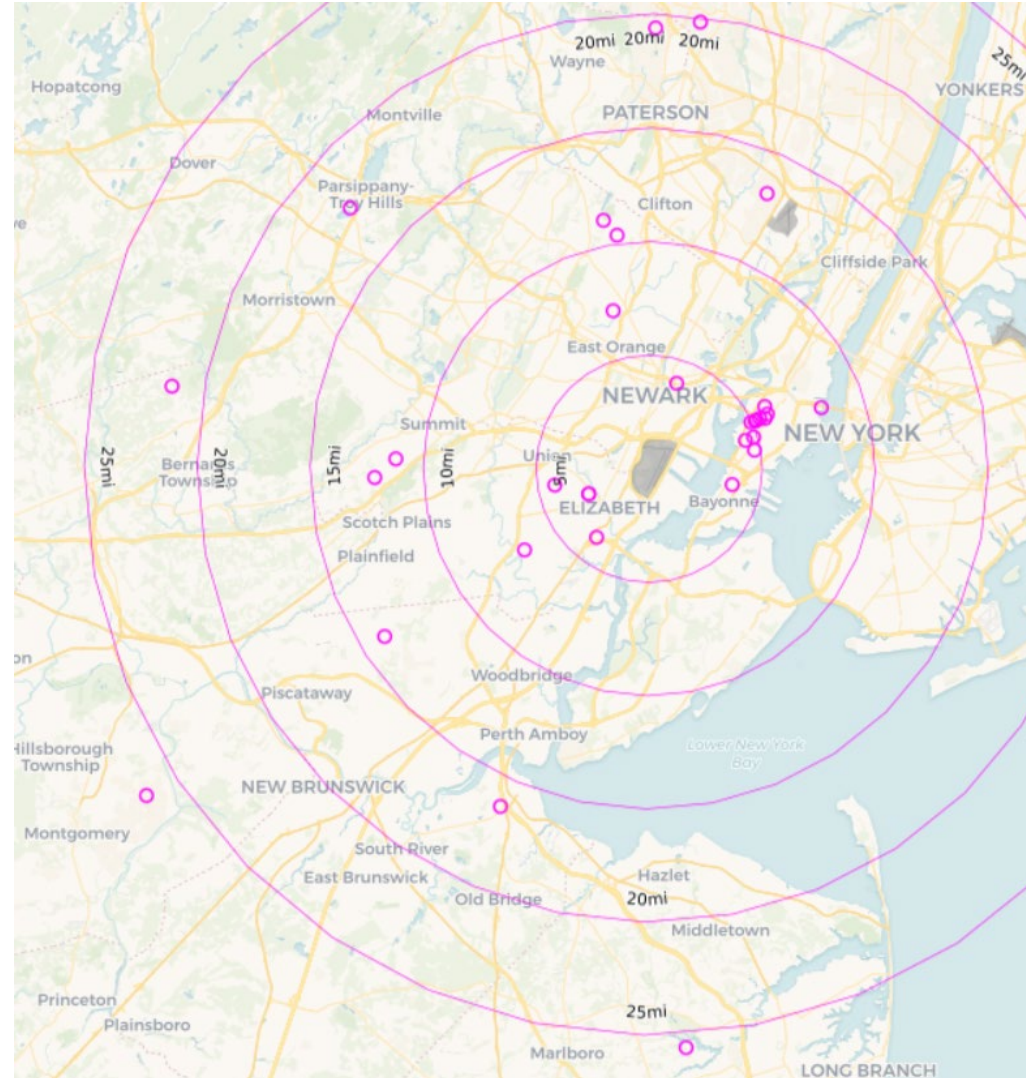 20mi
20mi
20mi
25mi
Wayne
Hopatcong
YONKERS
Montville
PATERSON
Dover
Parsippany-
Troy Hills
Clifton
ve
Cliffside Park
Morristown
East Orange
NEWARK
Summit
NEW YORK
25mi
20mi
15mi
10mi
5mi
Union
Bernards
Township
Bayonne
ELIZABETH
Scotch Plains
Plainfield
on
Woodbridge
Piscataway
Perth Amboy
Lower New York
Bay
Hillsborough
Township
NEW BRUNSWICK
Montgomery
South River
East Brunswick
Hazlet
Old Bridge
20mi
Middletown
Princeton
25mi
Plainsboro
Marlboro
LONG BRANCH